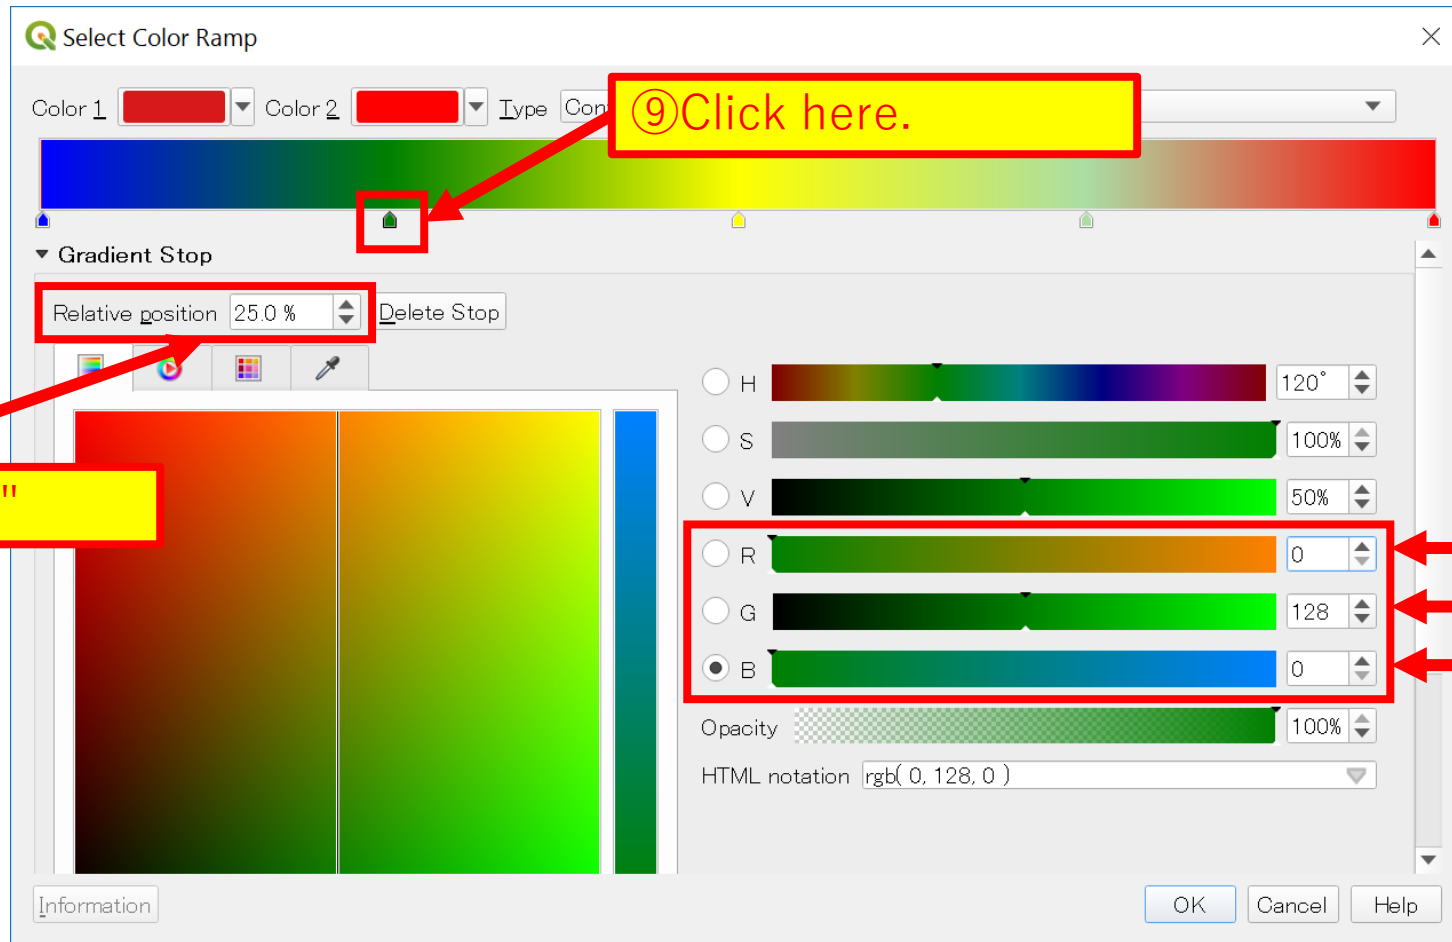 Select Color Ramp
Color 1 Color 2 Type Con
⑨Click here.
Gradient Stop
Relative position 25.0 % Delete Stop
H 120°
S 100%
"
V 50%
R 0
G 128
B 0
Opacity 100%
HTML notation rgb( 0, 128, 0 )
Information OK Cancel Help